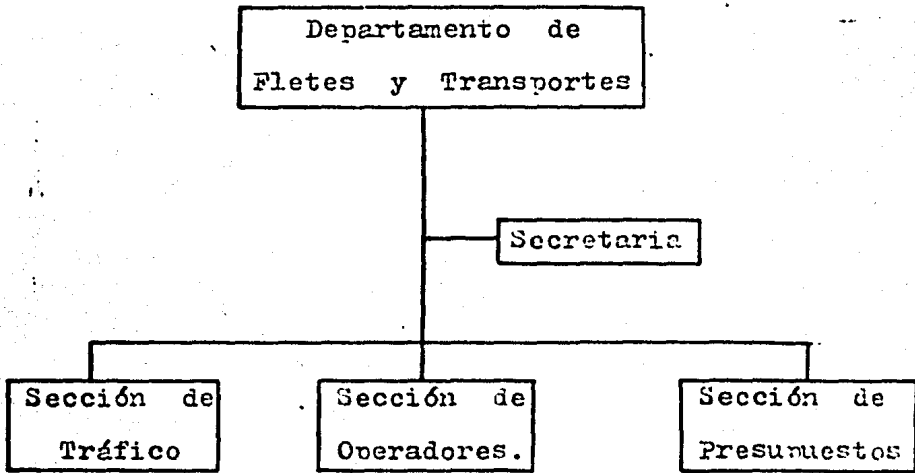 Departamento de
Fletes y Transportes
Secretaria
Sección de
Tráfico
Sección de
Operadores.
Sección de
Presupuestos